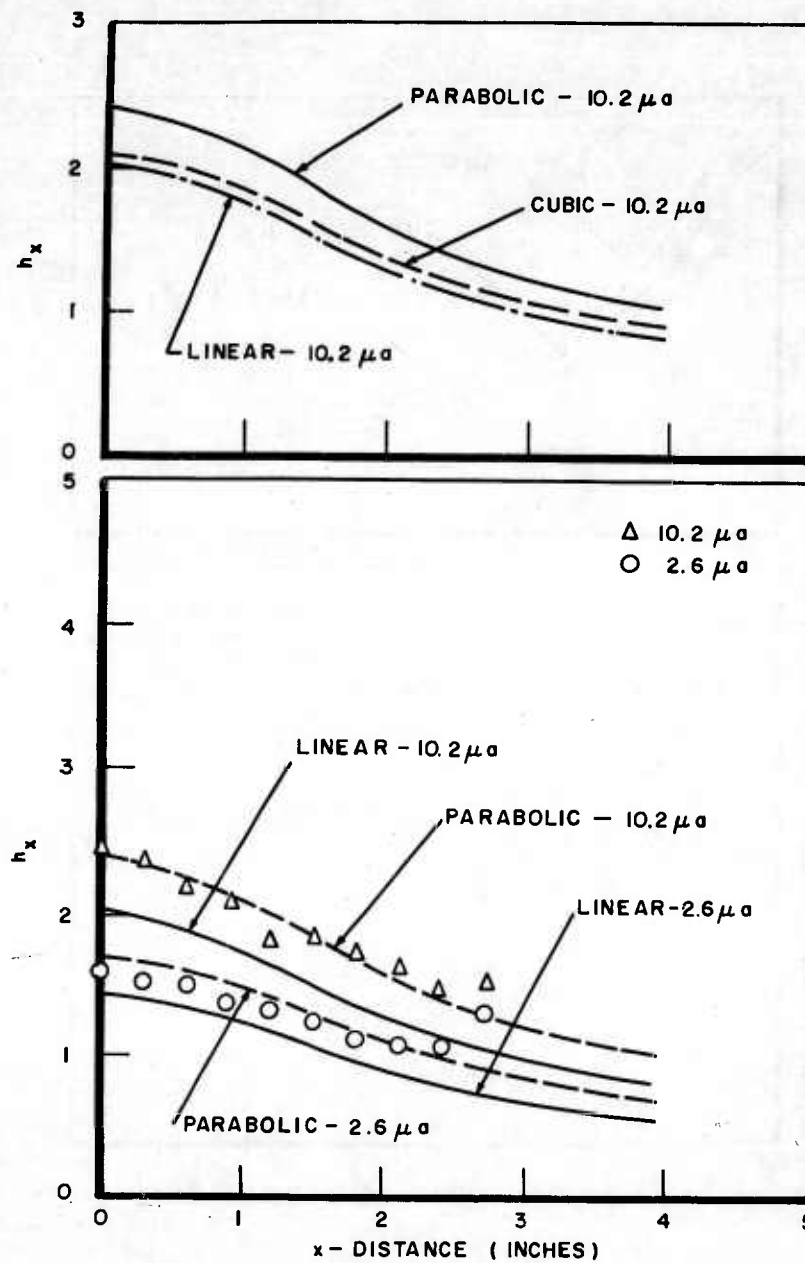 3
PARABOLIC - 10.2 μa
2
CUBIC - 10.2 μa
h_x
1
LINEAR - 10.2 μa
0
5
△ 10.2 μa
○ 2.6 μa
4
LINEAR - 10.2 μa
3
PARABOLIC - 10.2 μa
h_x
LINEAR - 2.6 μa
2
1
PARABOLIC - 2.6 μa
0
0 1 2 3 4 5
x - DISTANCE (INCHES)